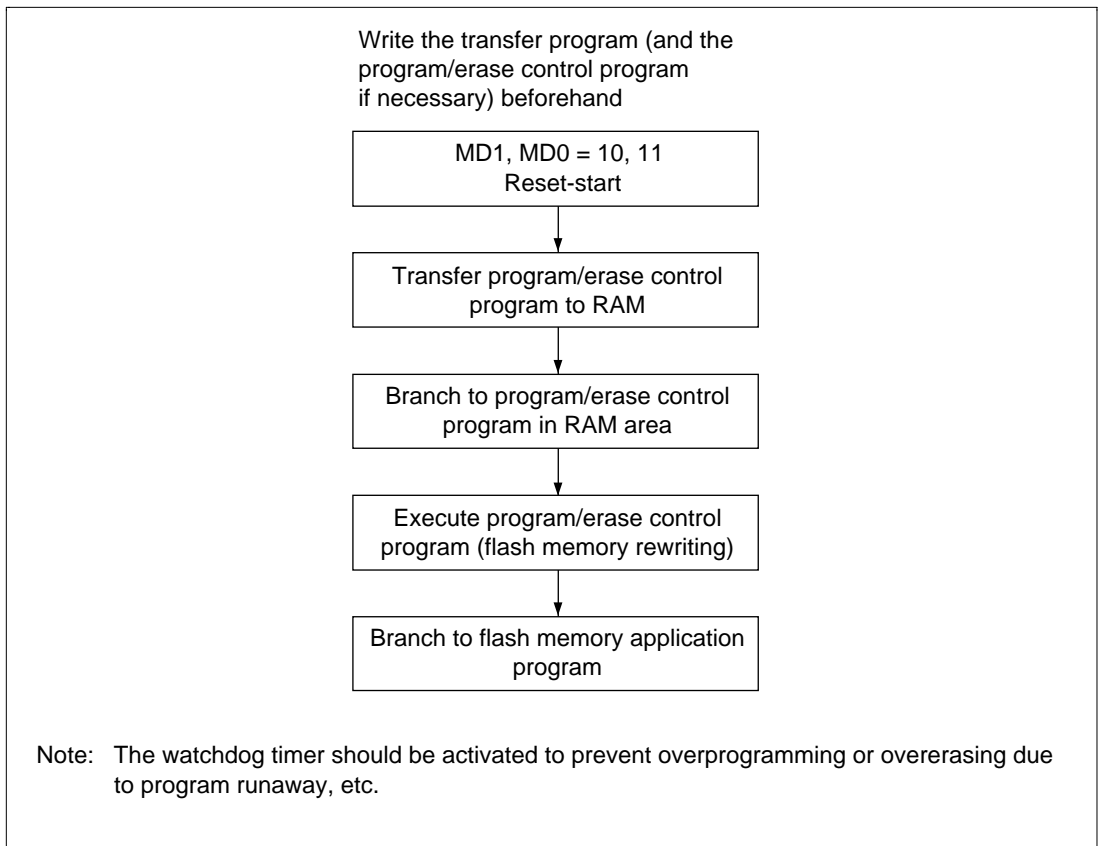 Write the transfer program (and the
program/erase control program
if necessary) beforehand
MD1, MD0 = 10, 11
Reset-start
Transfer program/erase control
program to RAM
Branch to program/erase control
program in RAM area
Execute program/erase control
program (flash memory rewriting)
Branch to flash memory application
program
Note: The watchdog timer should be activated to prevent overprogramming or overerasing due
to program runaway, etc.